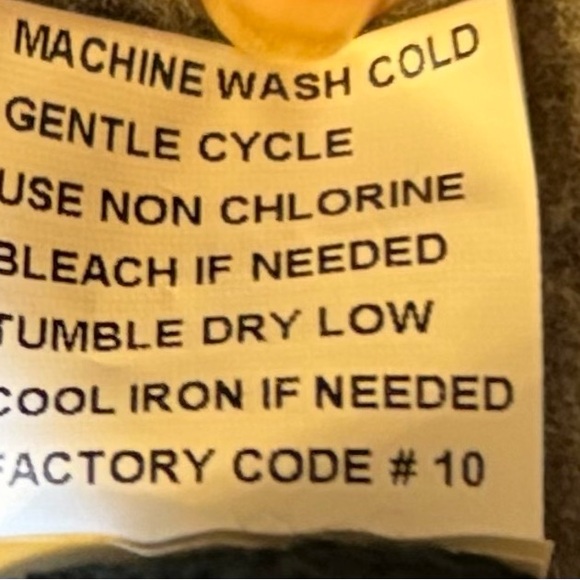 MACHINE WASH COLD
GENTLE CYCLE
USE NON CHLORINE
BLEACH IF NEEDED
TUMBLE DRY LOW
COOL IRON IF NEEDED
FACTORY CODE # 10